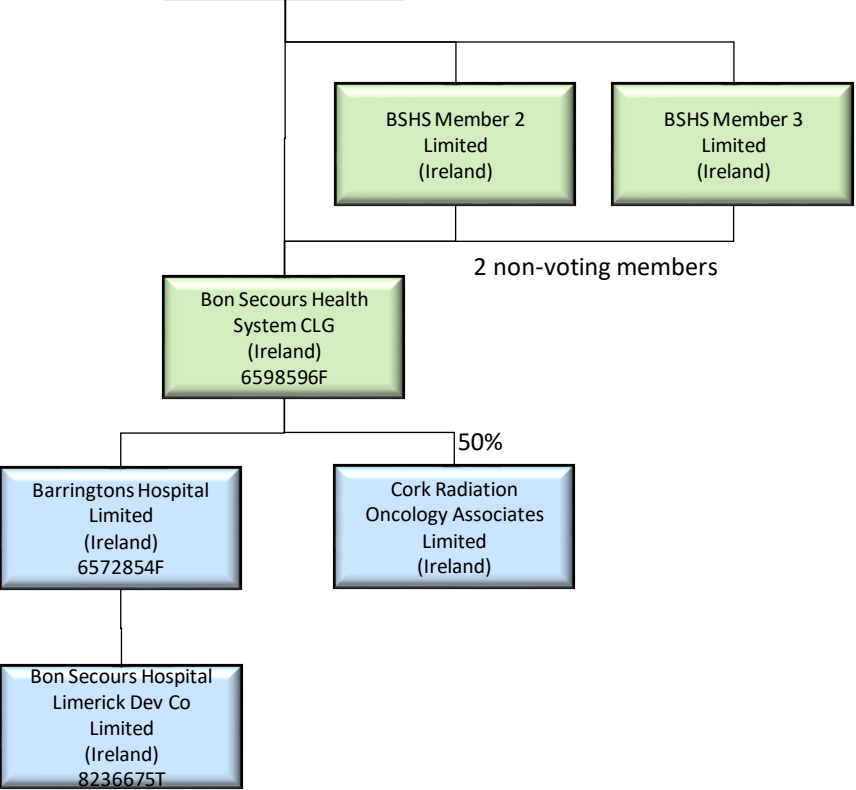 BSHS Member 2
Limited
(Ireland)
BSHS Member 3
Limited
(Ireland)
2 non-voting members
Bon Secours Health
System CLG
(Ireland)
6598596F
50%
Barringtons Hospital
Limited
(Ireland)
6572854F
Cork Radiation
Oncology Associates
Limited
(Ireland)
Bon Secours Hospital
Limerick Dev Co
Limited
(Ireland)
8236675T